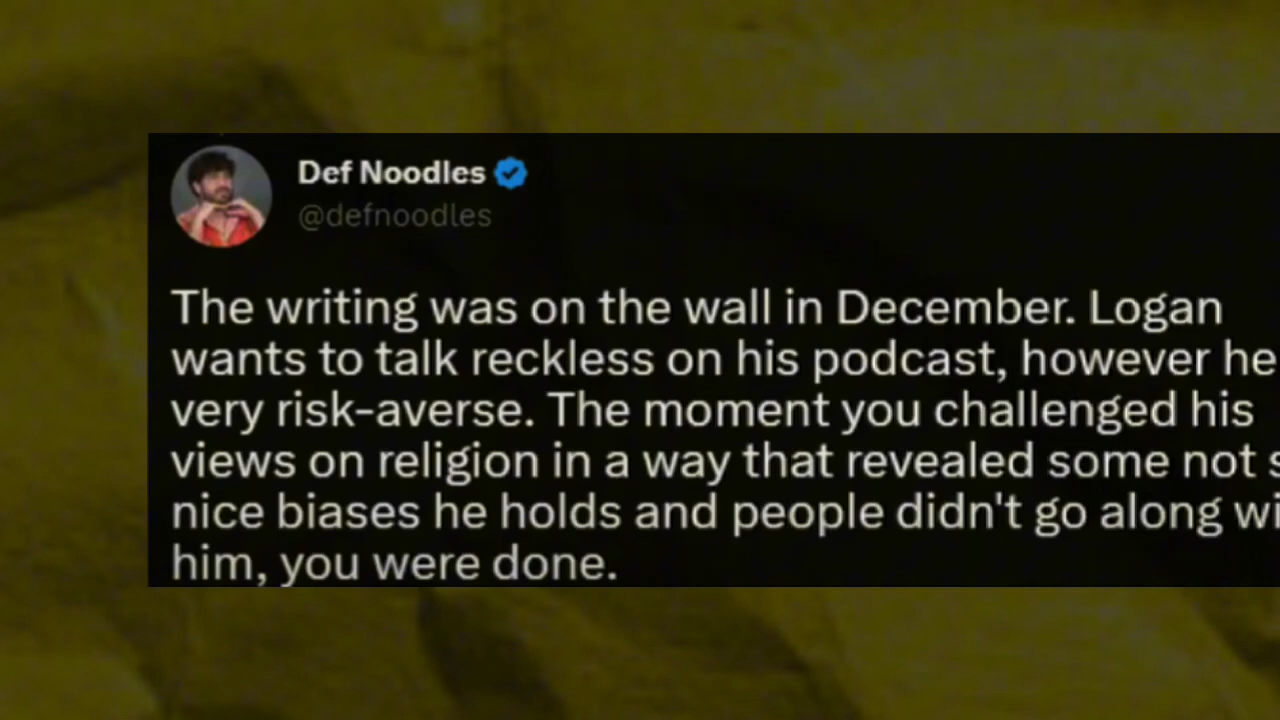 Def Noodles
@defnoodles
The writing was on the wall in December. Logan
wants to talk reckless on his podcast, however he
very risk-averse. The moment you challenged his
views on religion in a way that revealed some not
nice biases he holds and people didn't go along
him, you were done.